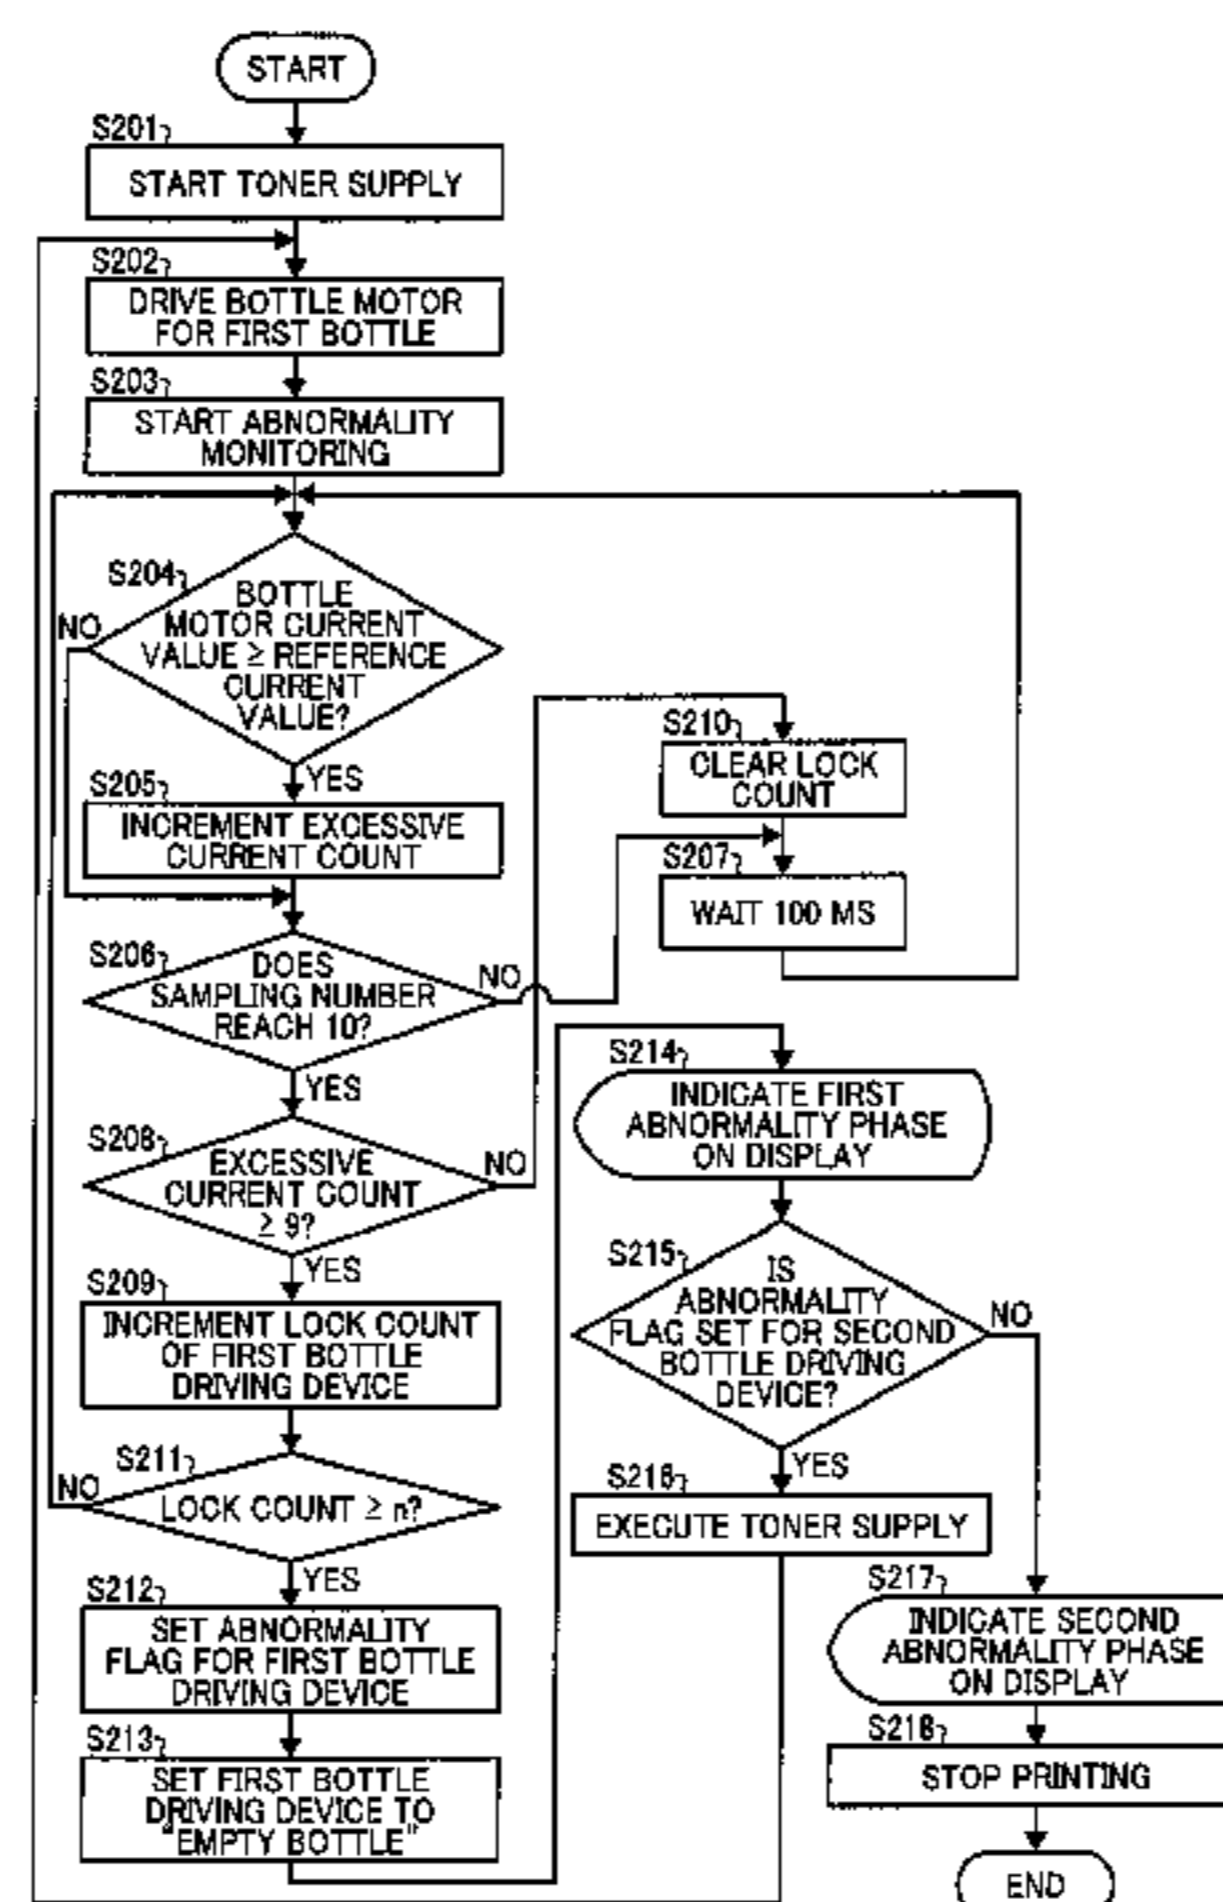 START
S201
START TONER SUPPLY
S202
DRIVE BOTTLE MOTOR
FOR FIRST BOTTLE
S203
START ABNORMALITY
MONITORING
S204
BOTTLE
MOTOR CURRENT
VALUE ≥ REFERENCE
CURRENT
VALUE?
NO
YES
S205
INCREMENT EXCESSIVE
CURRENT COUNT
S206
DOES
SAMPLING NUMBER
REACH 10?
NO
YES
S208
EXCESSIVE
CURRENT COUNT
≥ 9?
NO
YES
S209
INCREMENT LOCK COUNT
OF FIRST BOTTLE
DRIVING DEVICE
S211
LOCK COUNT ≥ n?
NO
YES
S212
SET ABNORMALITY
FLAG FOR FIRST BOTTLE
DRIVING DEVICE
S213
SET FIRST BOTTLE
DRIVING DEVICE TO
"EMPTY BOTTLE"
S210
CLEAR LOCK
COUNT
S207
WAIT 100 MS
S214
INDICATE FIRST
ABNORMALITY PHASE
ON DISPLAY
S215
IS
ABNORMALITY
FLAG SET FOR SECOND
BOTTLE DRIVING
DEVICE?
NO
YES
S216
EXECUTE TONER SUPPLY
S217
INDICATE SECOND
ABNORMALITY PHASE
ON DISPLAY
S218
STOP PRINTING
END